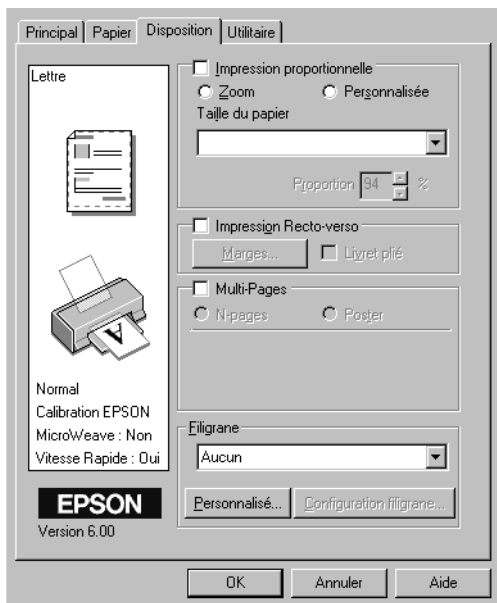 Principal Papier Disposition Utilitaire
Lettre
Normal
Calibration EPSON
MicroWeave : Non
Vitesse Rapide : Oui
EPSON
Version 6.00
Impression proportionnelle
Zoom Personnalisée
Taille du papier
Proportion 94 %
Impression Recto-verso
Marges... Livret plié
Multi-Pages
N-pages Poster
Filigrane
Aucun
Personnalisé... Configuration filigrane...
OK Annuler Aide